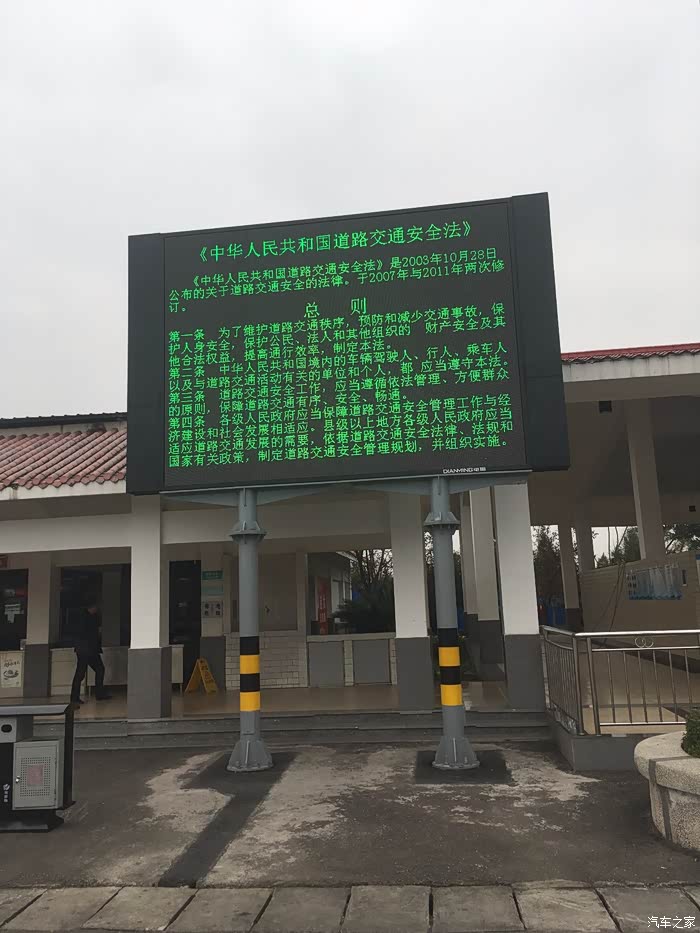 《中华人民共和国道路交通安全法》
《中华人民共和国道路交通安全法》是2003年10月28日
公布的关于道路交通安全的法律。于2007年与2011年两次修
订。
总 则
第一条 为了维护道路交通秩序，预防和减少交通事故，保
护人身安全，保护公民、法人和其他组织的 财产安全及其
他合法权益，提高通行效率，制定本法。
第二条 中华人民共和国境内的车辆驾驶人、行人、乘车人
以及与道路交通活动有关的单位和个人，都 应当遵守本法。
第三条 道路交通安全工作，应当遵循依法管理、方便群众
的原则，保障道路交通有序、安全、畅通。
第四条 各级人民政府应当保障道路交通安全管理工作与经
济建设和社会发展相适应。县级以上地方各级人民政府应当
适应道路交通发展的需要，依据道路交通安全法律、法规和
国家有关政策，制定道路交通安全管理规划，并组织实施。
DIANMING
汽车之家